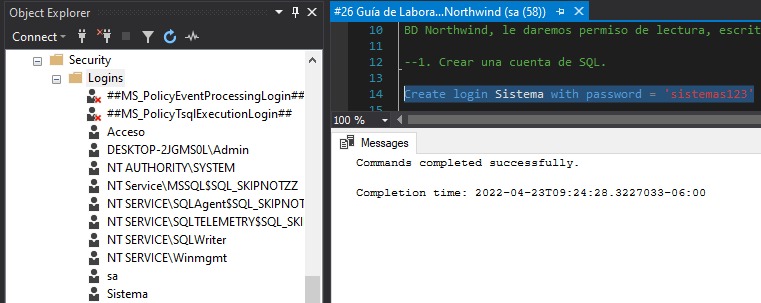 Object Explorer
Connect
Security
Logins
##MS_PolicyEventProcessingLogin##
##MS_PolicyTsqlExecutionLogin##
Acceso
DESKTOP-2JGMS0L\Admin
NT AUTHORITY\SYSTEM
NT Service\MSSQL$SQL_SKIPNOTZZ
NT SERVICE\SQLAgent$SQL_SKIPNOT
NT SERVICE\SQLTELEMETRY$SQL_SKI
NT SERVICE\SQLWriter
NT SERVICE\Winmgmt
sa
Sistema
#26 Guía de Labora...Northwind (sa (58))
10 BD Northwind, le daremos permiso de lectura, escrit
11
12 --1. Crear una cuenta de SQL.
13
14 Create login Sistema with password = 'sistemas123'
100 %
Messages
Commands completed successfully.
Completion time: 2022-04-23T09:24:28.3227033-06:00